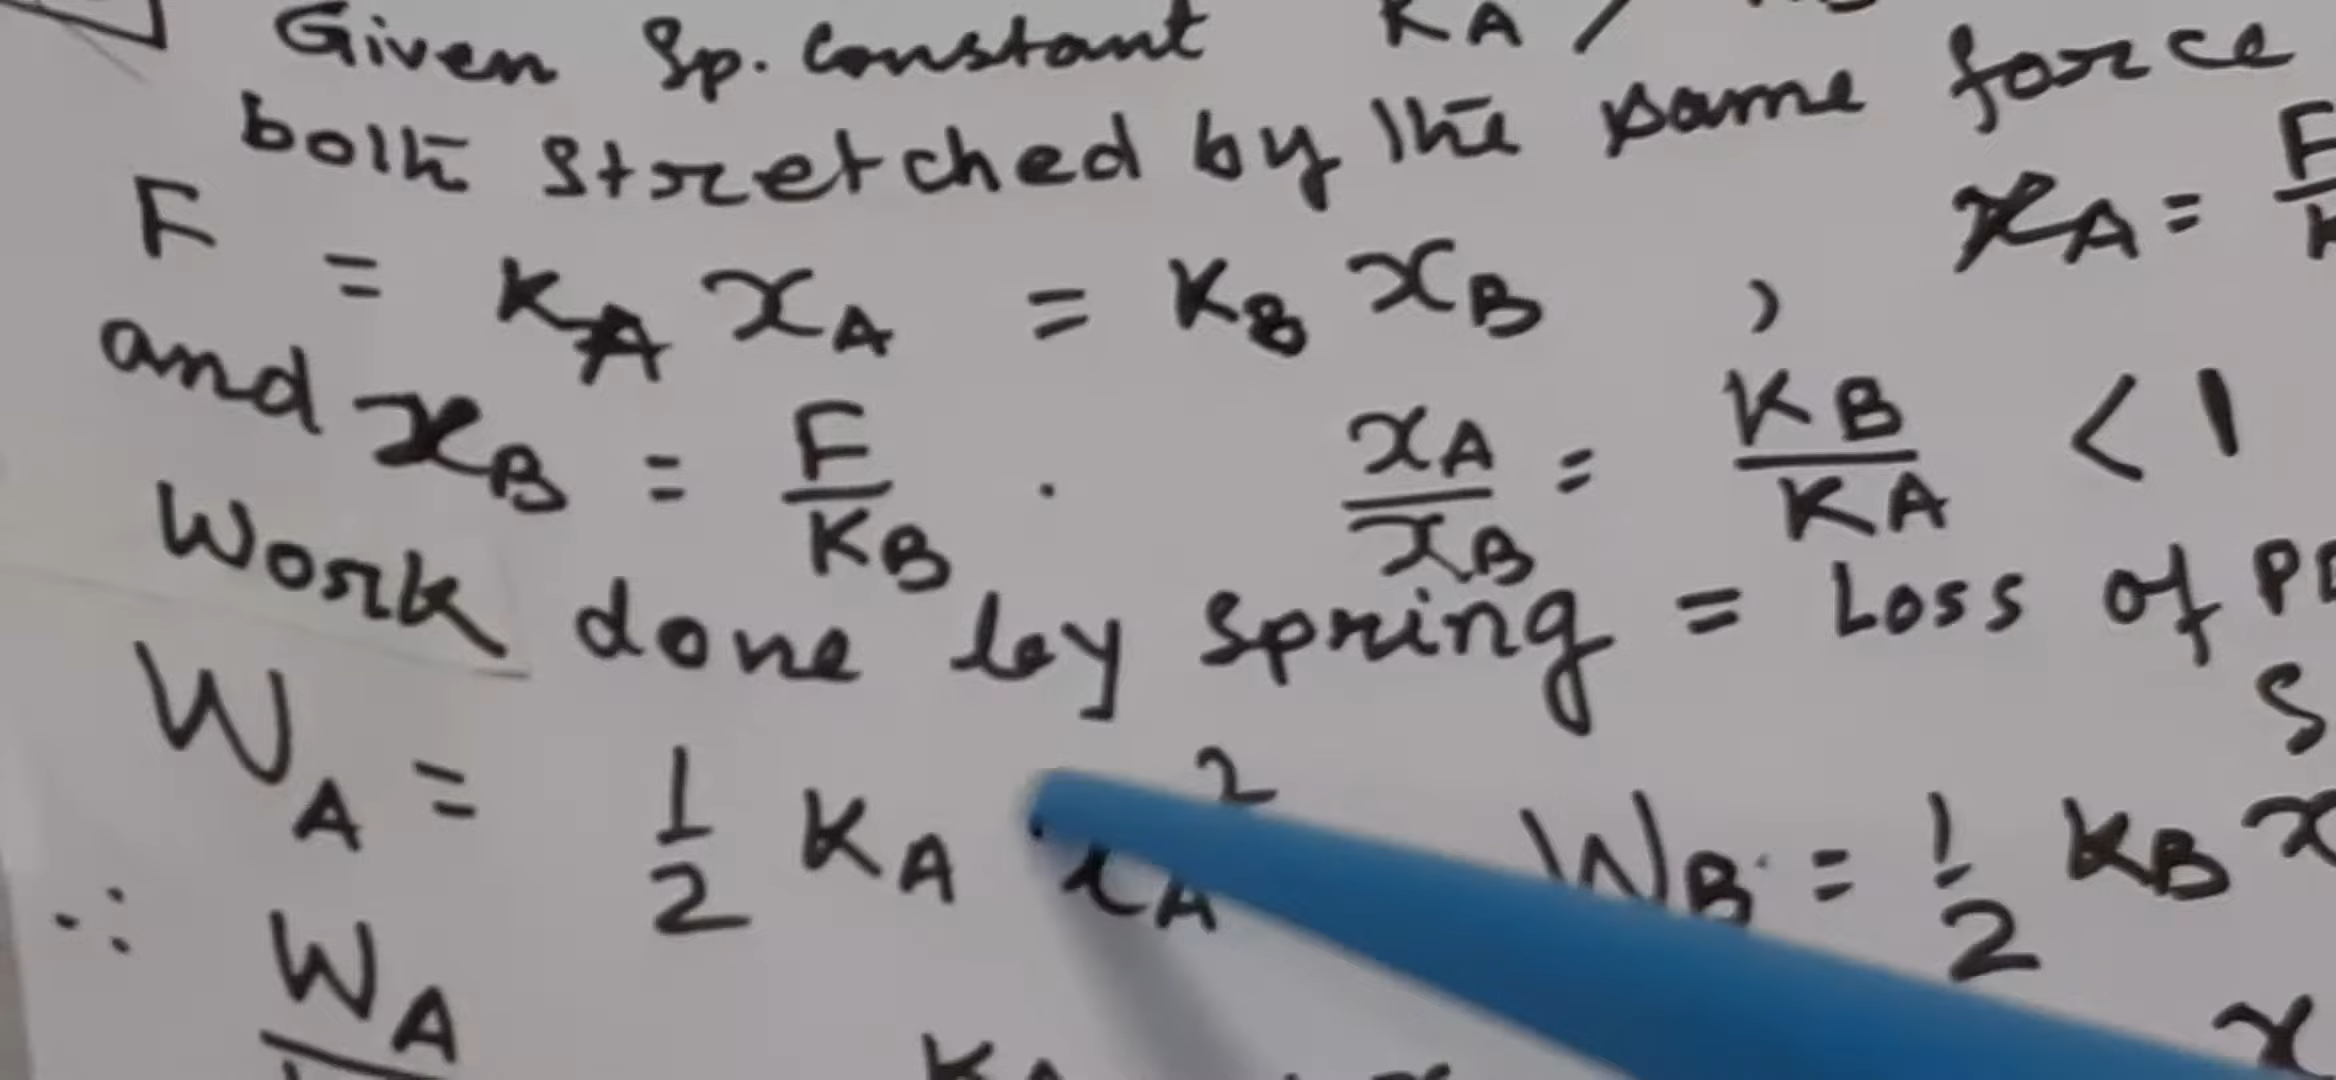 Given Sp. Constant KA /
both stretched by the same force
F = KA xA = KB xB , xA = F
and xB = F/KB . xA/xB = KB/KA < 1
Work done by spring = Loss of
WA = 1/2 KA xA² WB = 1/2 KB x
∴ WA